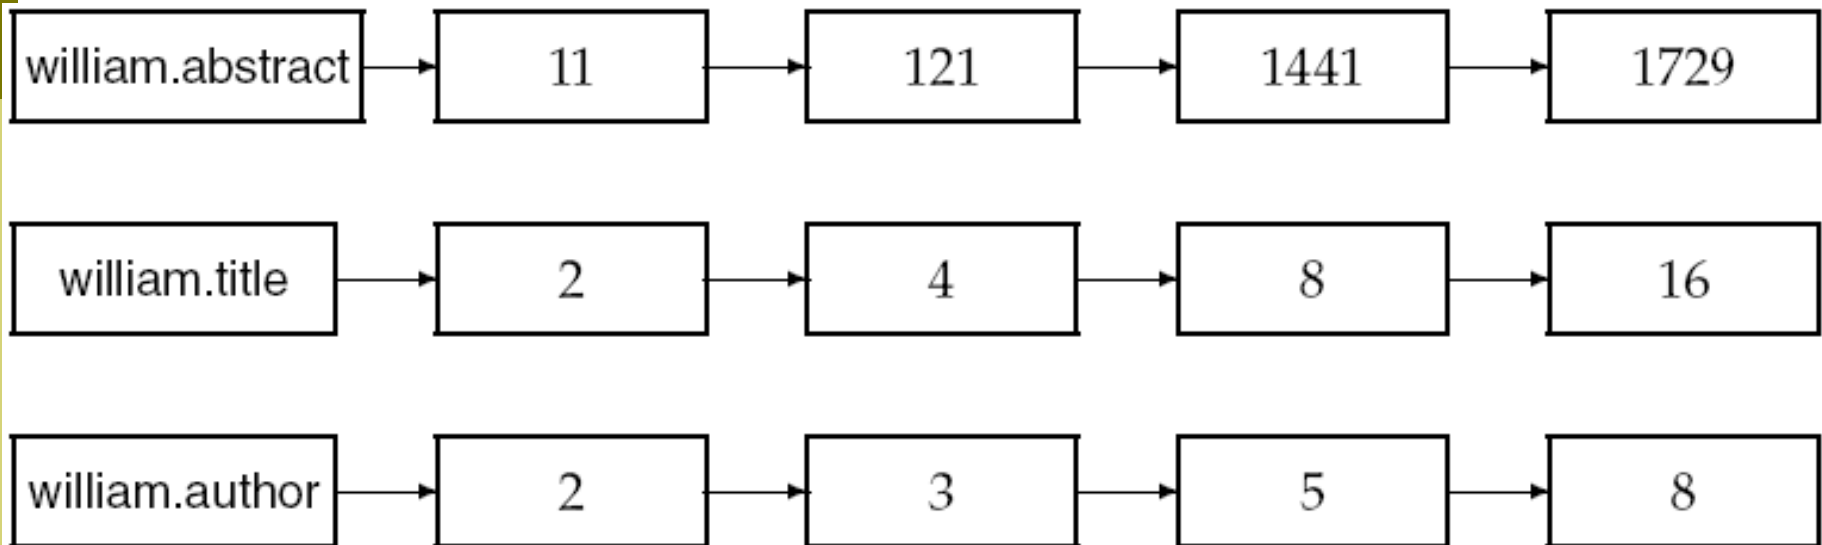 william.abstract 11 121 1441 1729
william.title 2 4 8 16
william.author 2 3 5 8